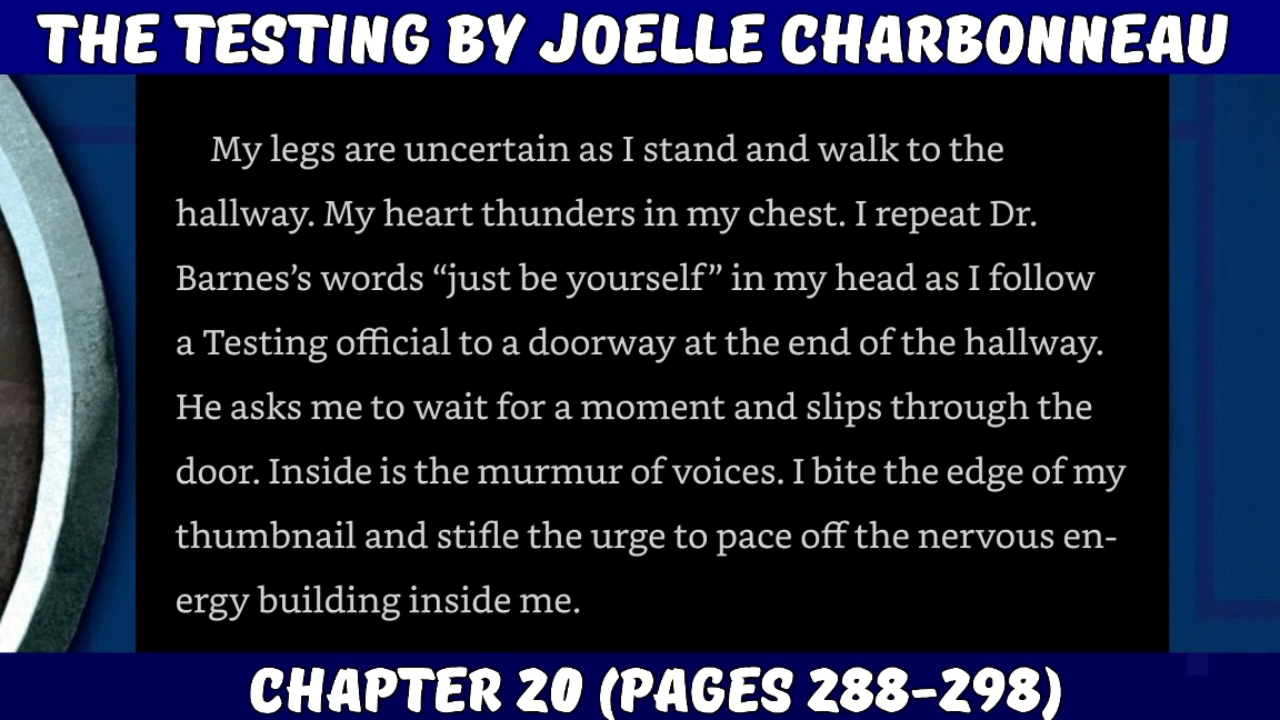 THE TESTING BY JOELLE CHARBONNEAU
My legs are uncertain as I stand and walk to the
hallway. My heart thunders in my chest. I repeat Dr.
Barnes’s words “just be yourself” in my head as I follow
a Testing official to a doorway at the end of the hallway.
He asks me to wait for a moment and slips through the
door. Inside is the murmur of voices. I bite the edge of my
thumbnail and stifle the urge to pace off the nervous en-
ergy building inside me.
CHAPTER 20 (PAGES 288-298)